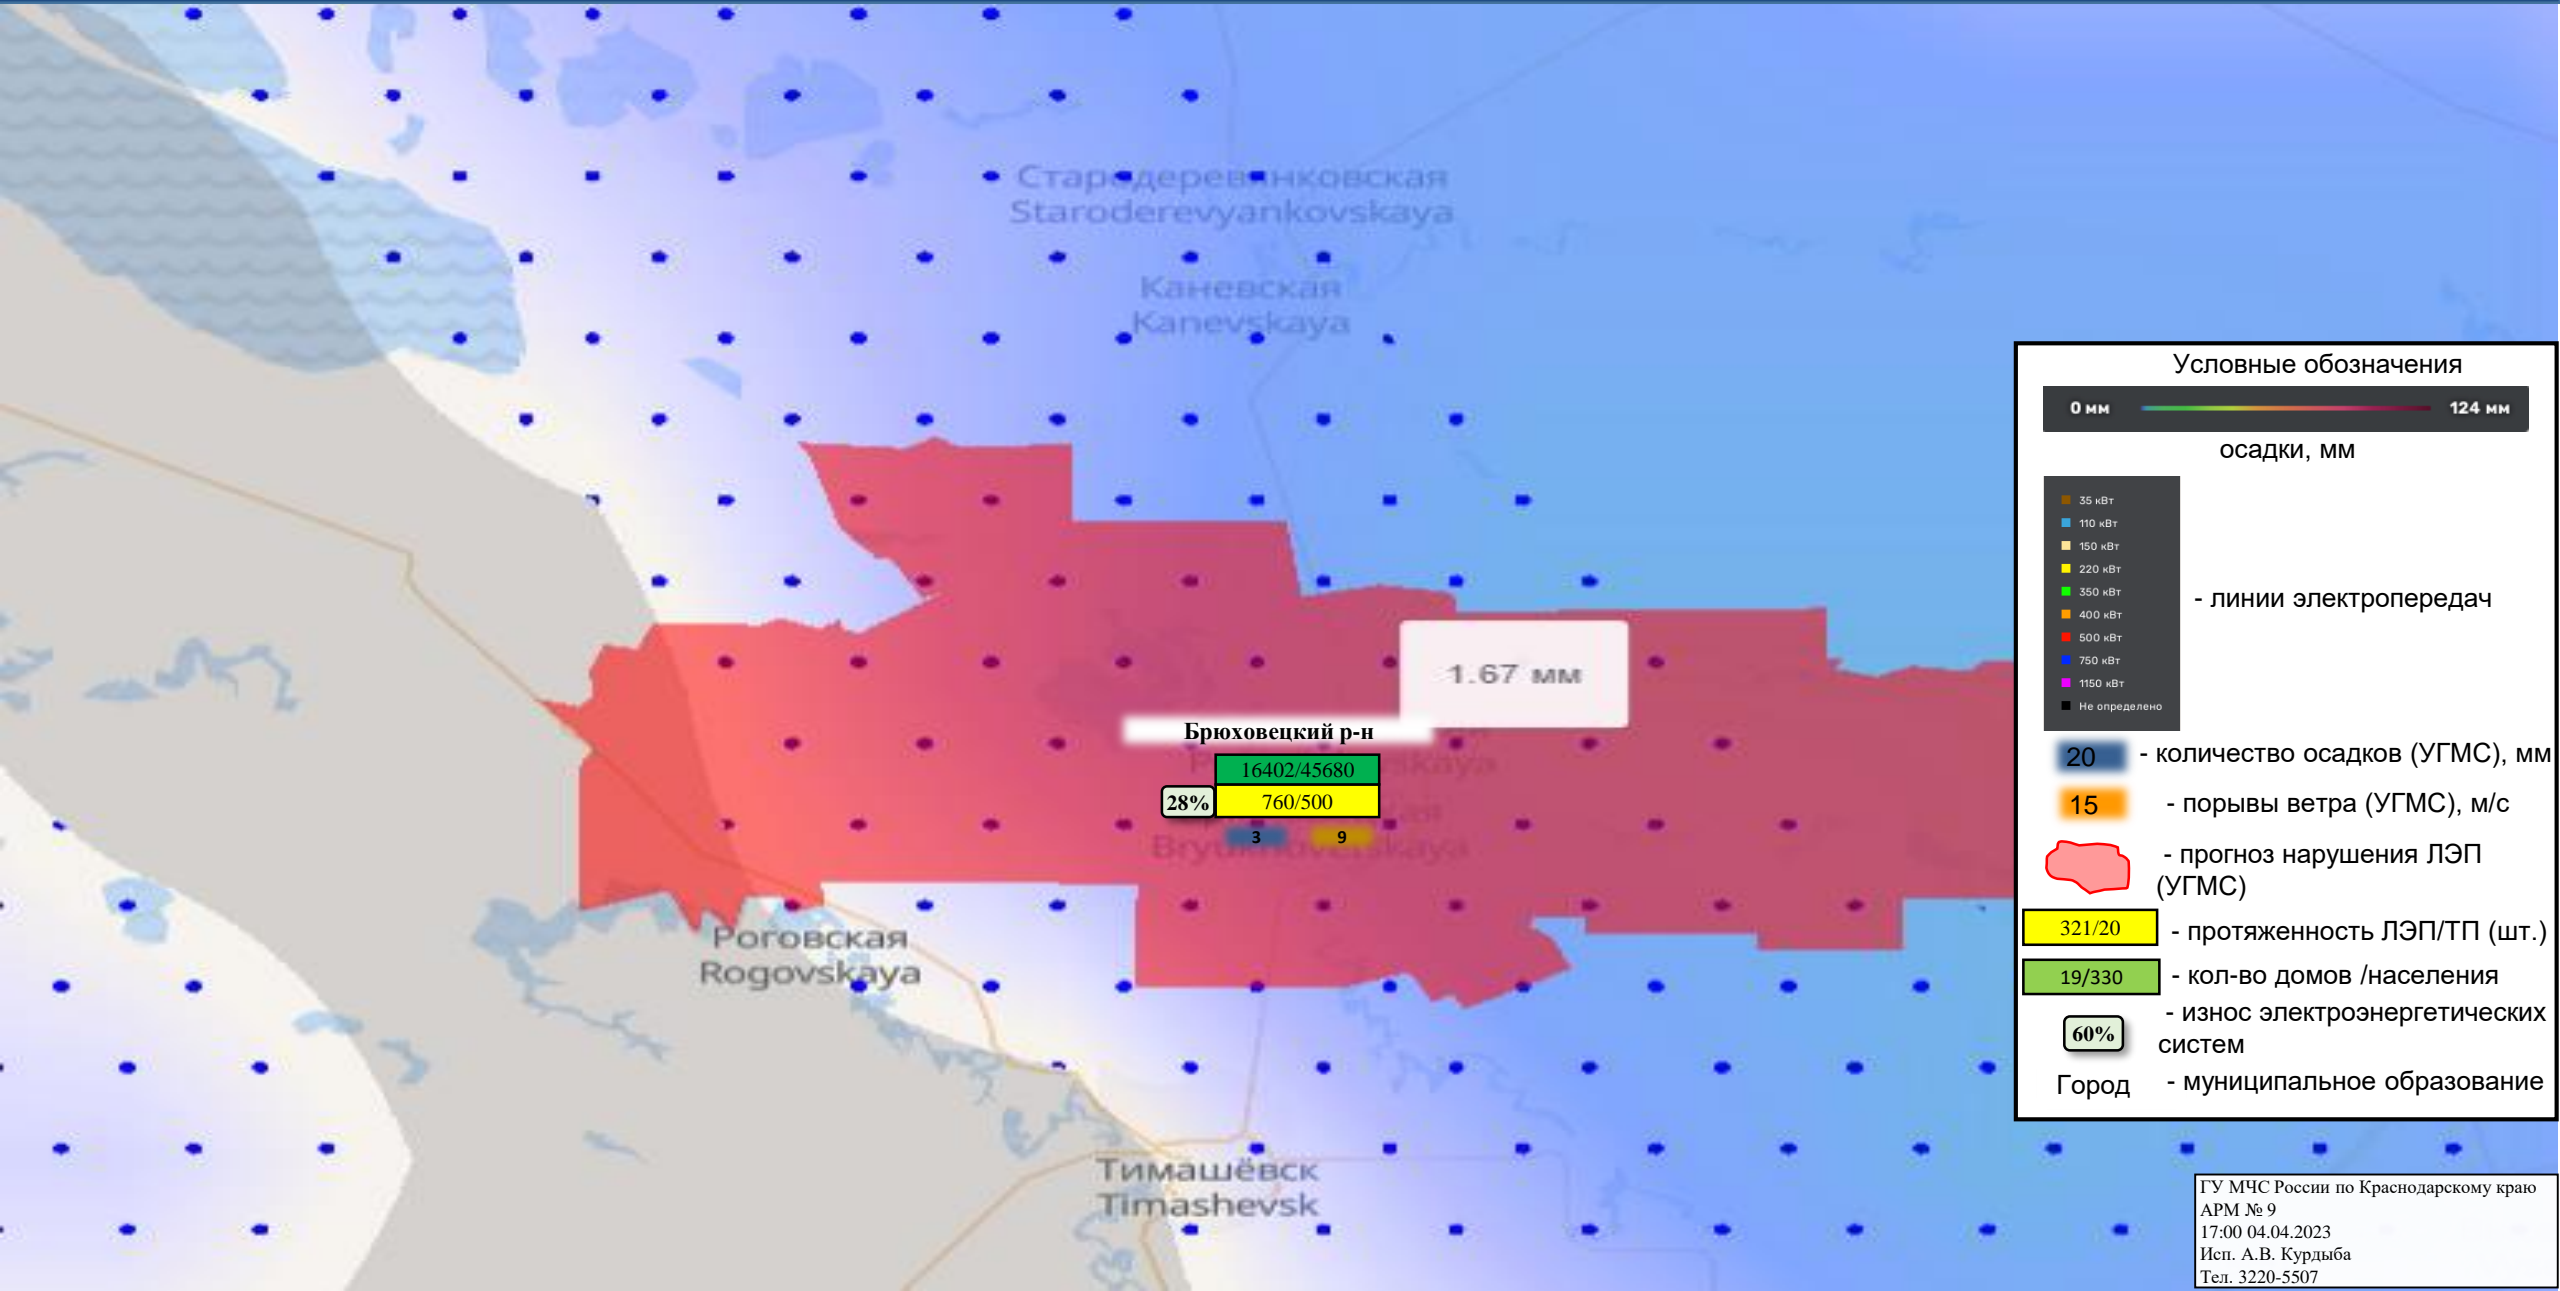 Стародеревянковская
Staroderevyankovskaya
Каневская
Kanevskaya
1.67 мм
Брюховецкий р-н
16402/45680
28%
760/500
3
9
Bryukhovetskaya
Роговская
Rogovskaya
Тимашёвск
Timashevsk
Условные обозначения
0 мм
124 мм
осадки, мм
35 кВт
110 кВт
150 кВт
220 кВт
350 кВт
400 кВт
500 кВт
750 кВт
1150 кВт
Не определено
- линии электропередач
20 - количество осадков (УГМС), мм
15 - порывы ветра (УГМС), м/с
- прогноз нарушения ЛЭП
(УГМС)
321/20 - протяженность ЛЭП/ТП (шт.)
19/330 - кол-во домов /населения
60% - износ электроэнергетических
систем
Город - муниципальное образование
ГУ МЧС России по Краснодарскому краю
АРМ № 9
17:00 04.04.2023
Исп. А.В. Курдыба
Тел. 3220-5507